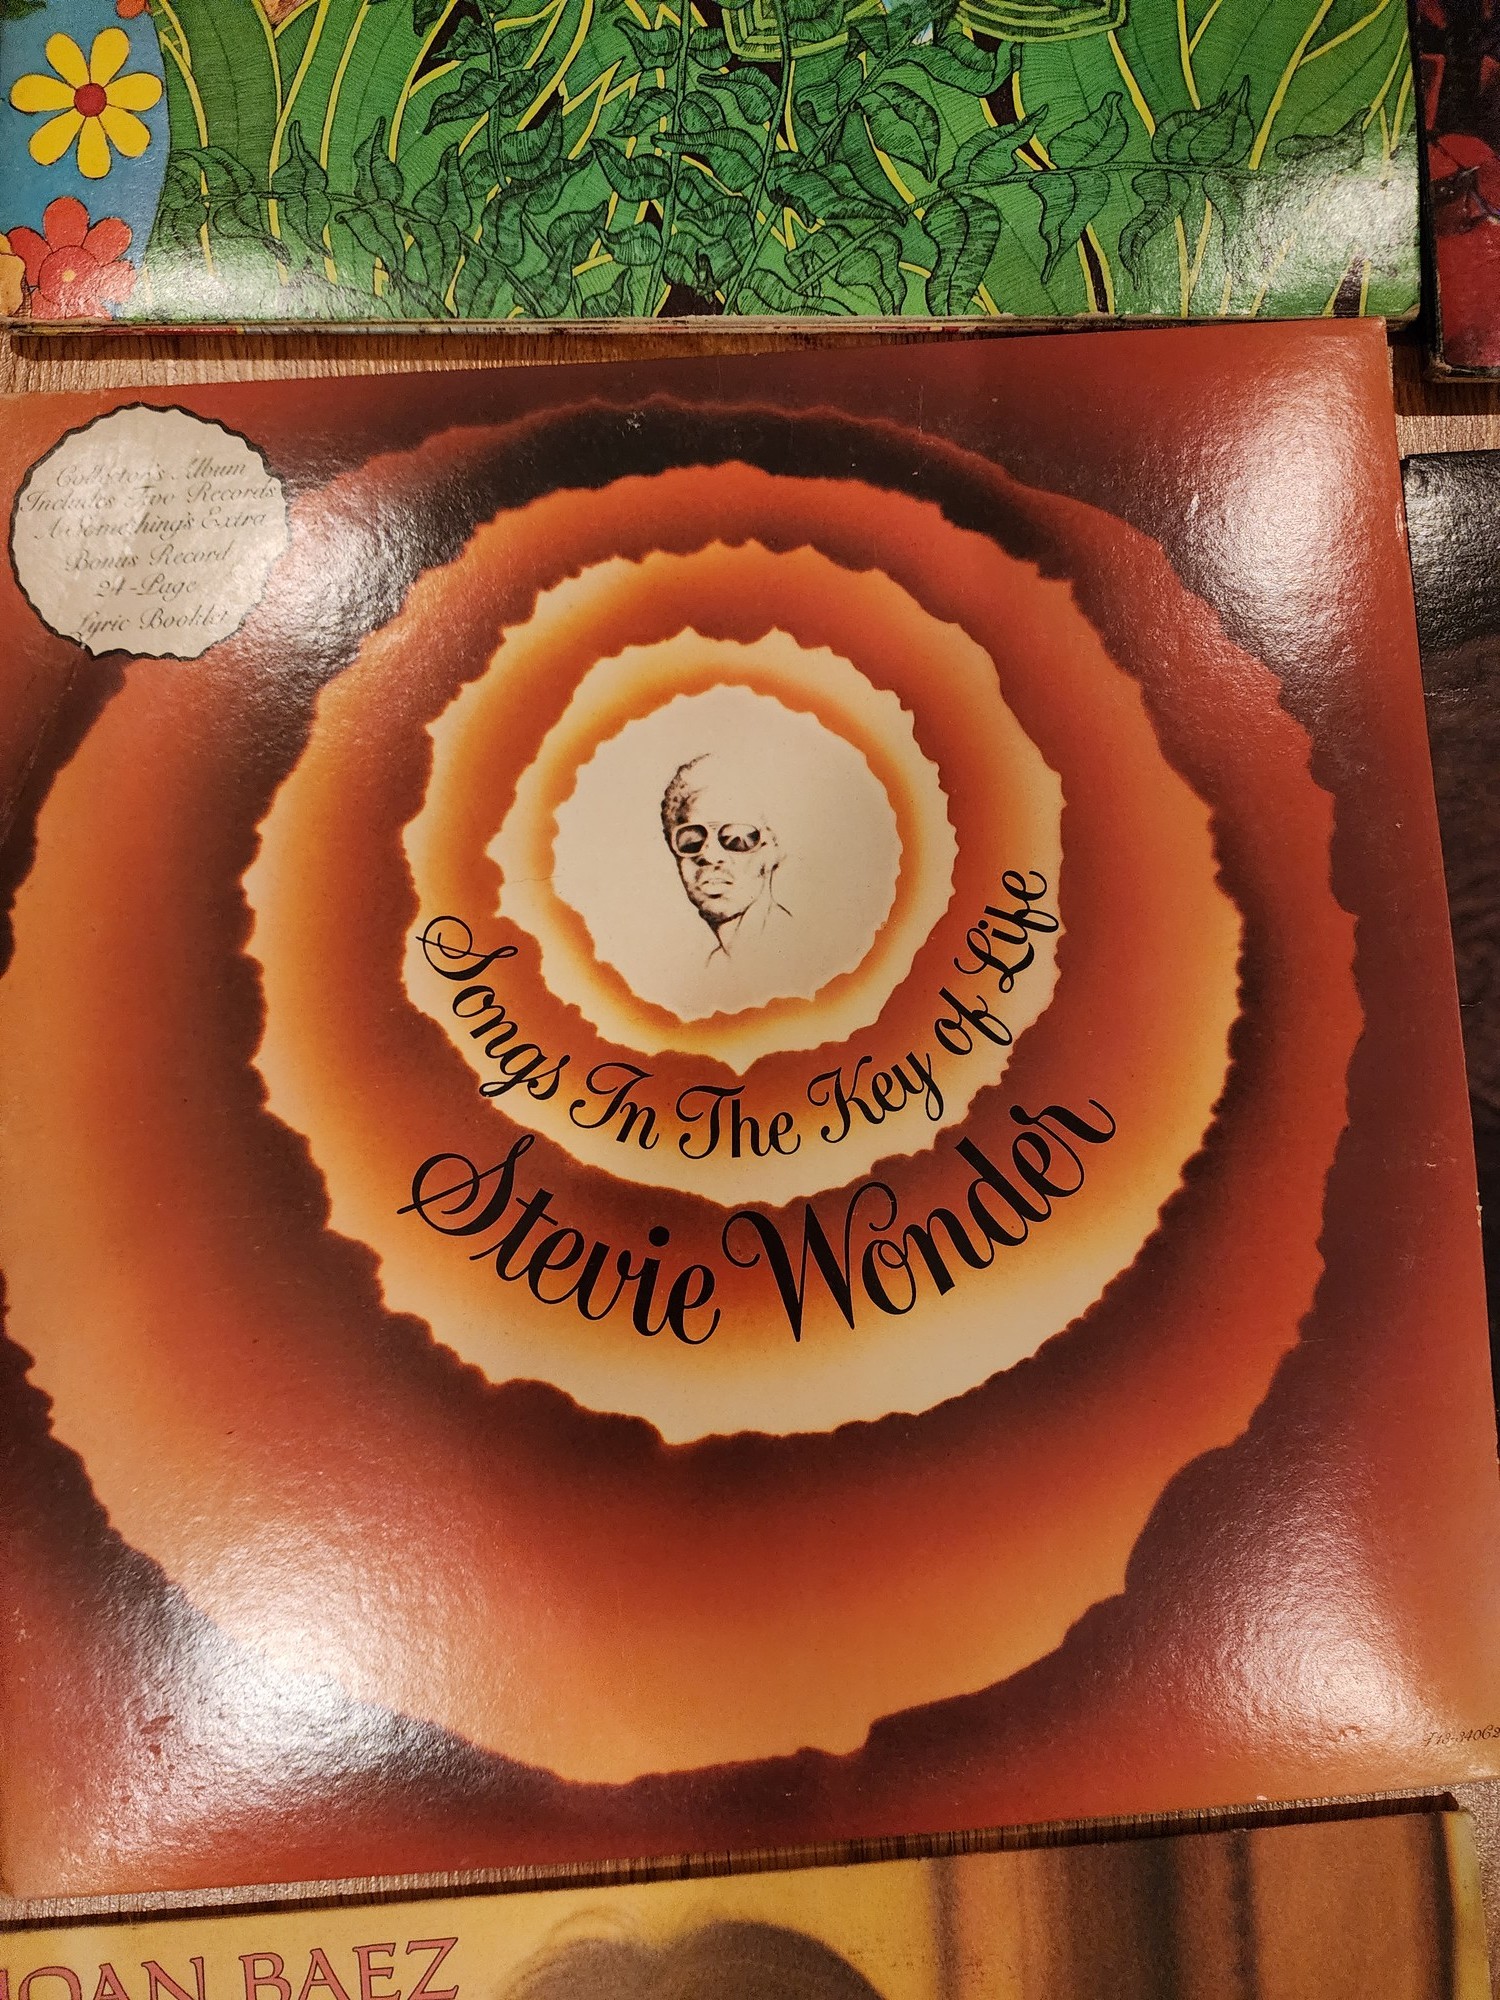 Collector's Album
Includes Two Records
A Something's Extra
Bonus Record
24-Page
Lyric Booklet
Songs In The Key of Life
Stevie Wonder
JOAN BAEZ